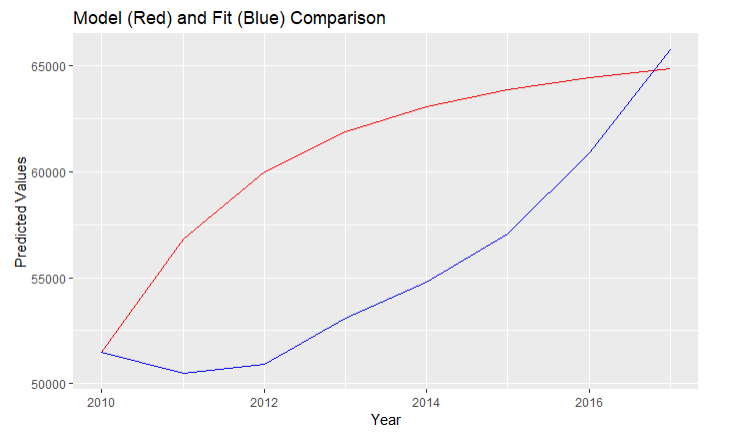 Model (Red) and Fit (Blue) Comparison
65000
60000
55000
50000
Predicted Values
2010 2012 2014 2016
Year